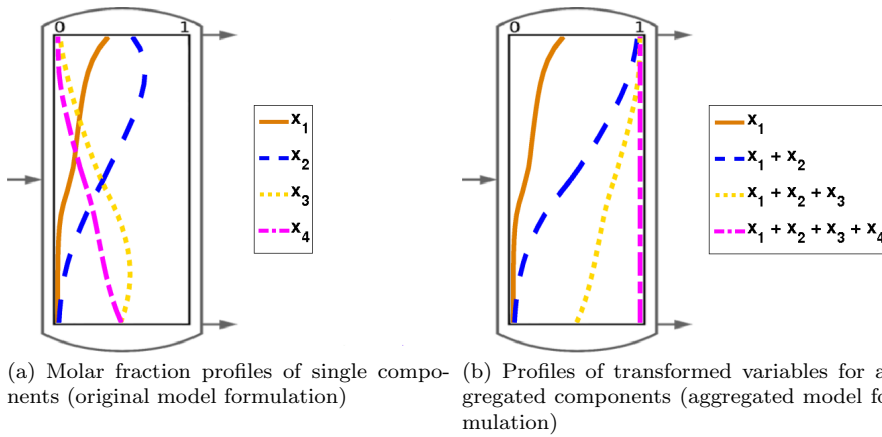 0 1
x1
x2
x3
x4
0 1
x1
x1 + x2
x1 + x2 + x3
x1 + x2 + x3 + x4
(a) Molar fraction profiles of single compo-
nents (original model formulation)
(b) Profiles of transformed variables for a
gregated components (aggregated model fo
mulation)